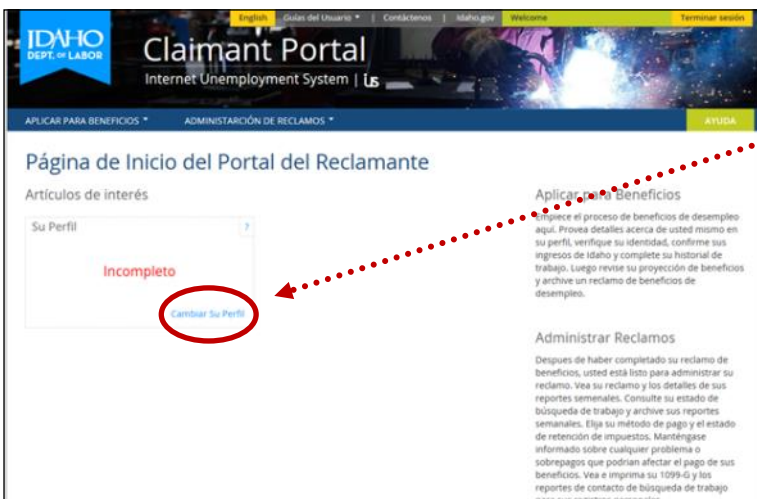 English Guías del Usuario | Contáctenos | Idaho.gov Welcome Terminar sesión
IDAHO
DEPT. OF LABOR
Claimant Portal
Internet Unemployment System | ius
APLICAR PARA BENEFICIOS ADMINISTARCIÓN DE RECLAMOS AYUDA
Página de Inicio del Portal del Reclamante
Artículos de interés
Su Perfil ?
Incompleto
Cambiar Su Perfil
Aplicar para Beneficios
Empiece el proceso de beneficios de desempleo
aquí. Provea detalles acerca de usted mismo en
su perfil, verifique su identidad, confirme sus
ingresos de Idaho y complete su historial de
trabajo. Luego revise su proyección de beneficios
y archive un reclamo de beneficios de
desempleo.
Administrar Reclamos
Despues de haber completado su reclamo de
beneficios, usted está listo para administrar su
reclamo. Vea su reclamo y los detalles de sus
reportes semenales. Consulte su estado de
búsqueda de trabajo y archive sus reportes
semanales. Elija su método de pago y el estado
de retención de impuestos. Manténgase
informado sobre cualquier problema o
sobrepagos que podrian afectar el pago de sus
beneficios. Vea e imprima su 1099-G y los
reportes de contacto de búsqueda de trabajo